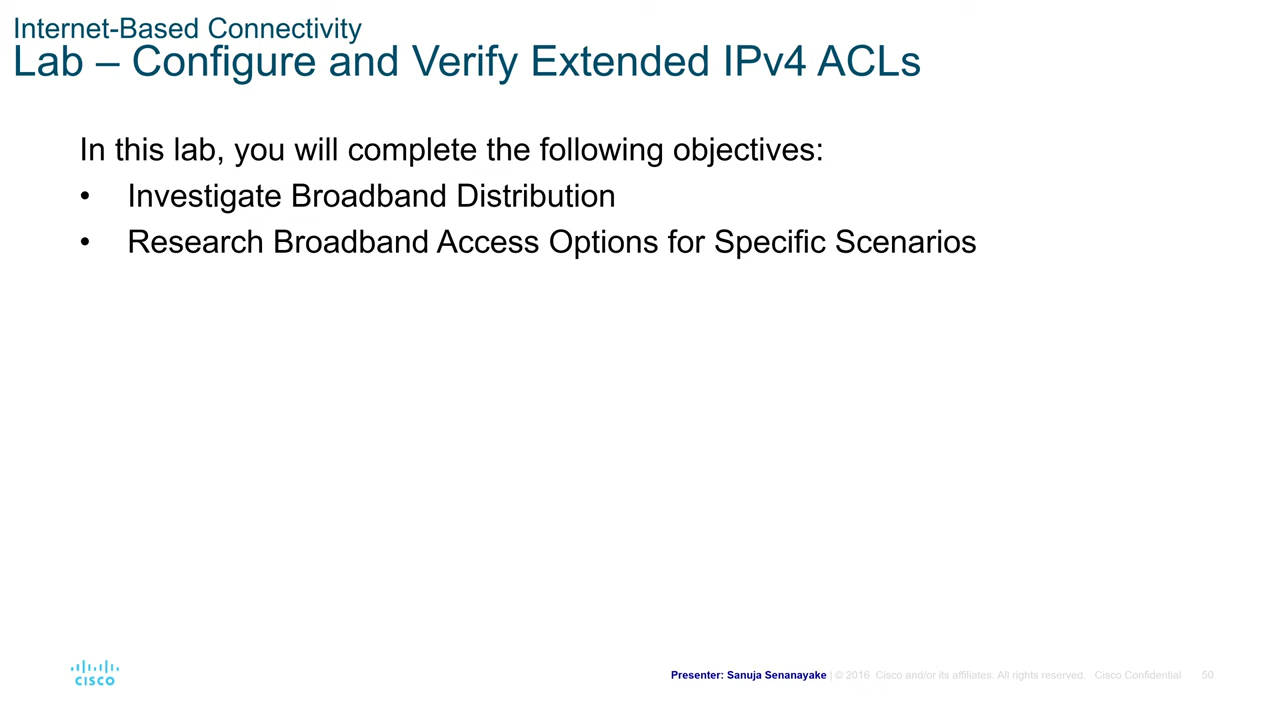 Internet-Based Connectivity
Lab – Configure and Verify Extended IPv4 ACLs
In this lab, you will complete the following objectives:
• Investigate Broadband Distribution
• Research Broadband Access Options for Specific Scenarios
CISCO
Presenter: Sanuja Senanayake | © 2016 Cisco and/or its affiliates. All rights reserved. Cisco Confidential 50